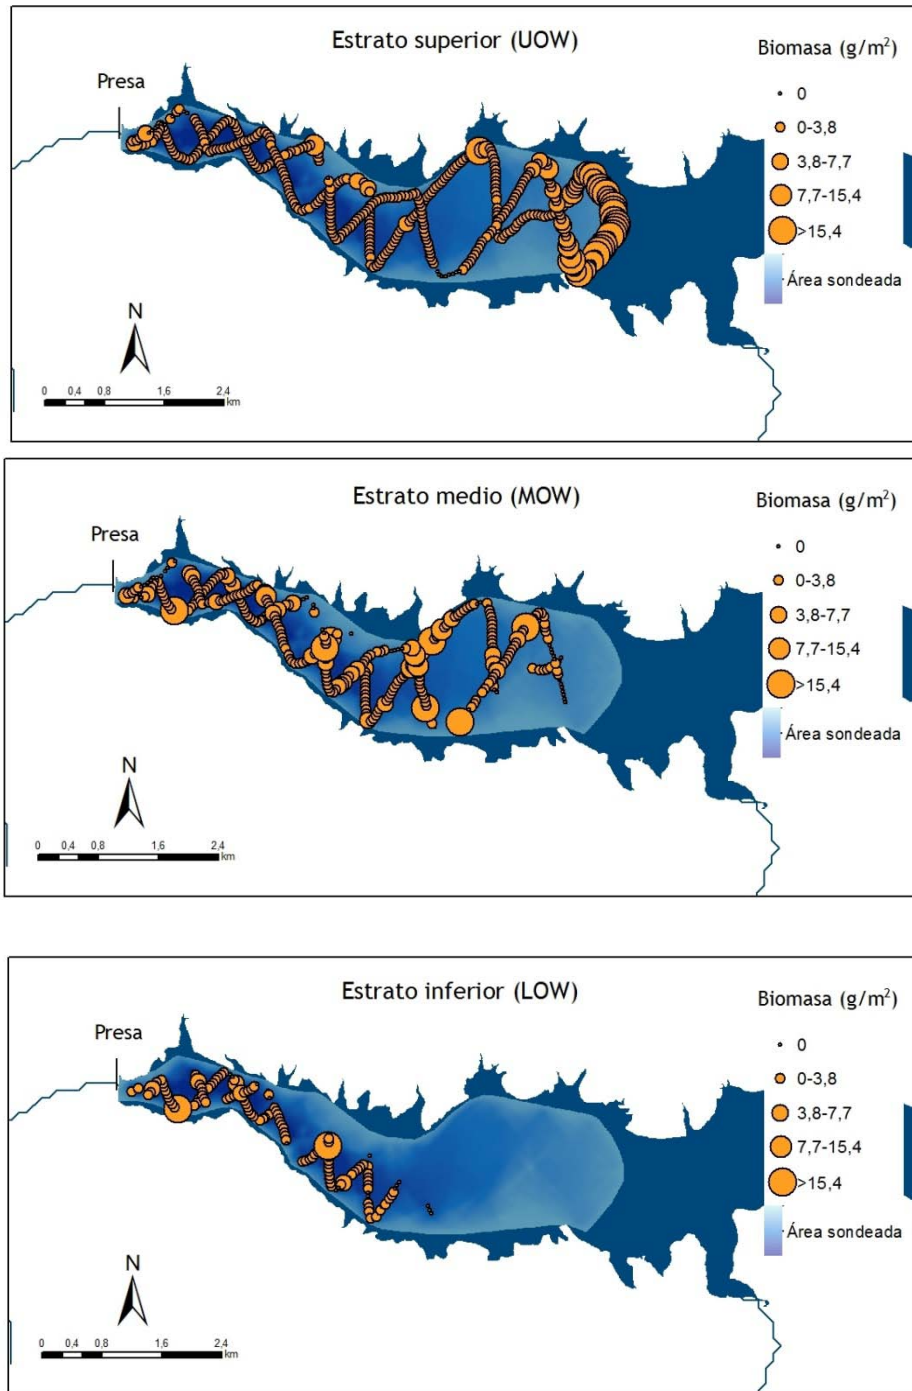 Estrato superior (UOW)
Biomasa (g/m²)
Presa
0
0-3,8
3,8-7,7
7,7-15,4
>15,4
Área sondeada
N
0 0,4 0,8 1,6 2,4
km
Estrato medio (MOW)
Biomasa (g/m²)
Presa
0
0-3,8
3,8-7,7
7,7-15,4
>15,4
Área sondeada
N
0 0,4 0,8 1,6 2,4
km
Estrato inferior (LOW)
Biomasa (g/m²)
Presa
0
0-3,8
3,8-7,7
7,7-15,4
>15,4
Área sondeada
N
0 0,4 0,8 1,6 2,4
km